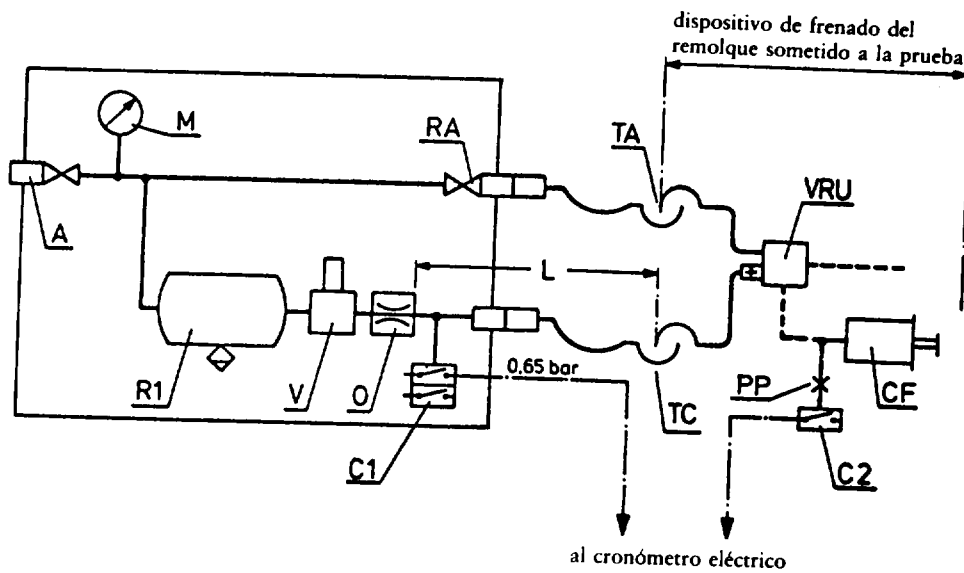 dispositivo de frenado del
remolque sometido a la prueba
M
RA
TA
VRU
A
L
R1
V
O
0,65 bar
C1
TC
PP
CF
C2
al cronómetro eléctrico